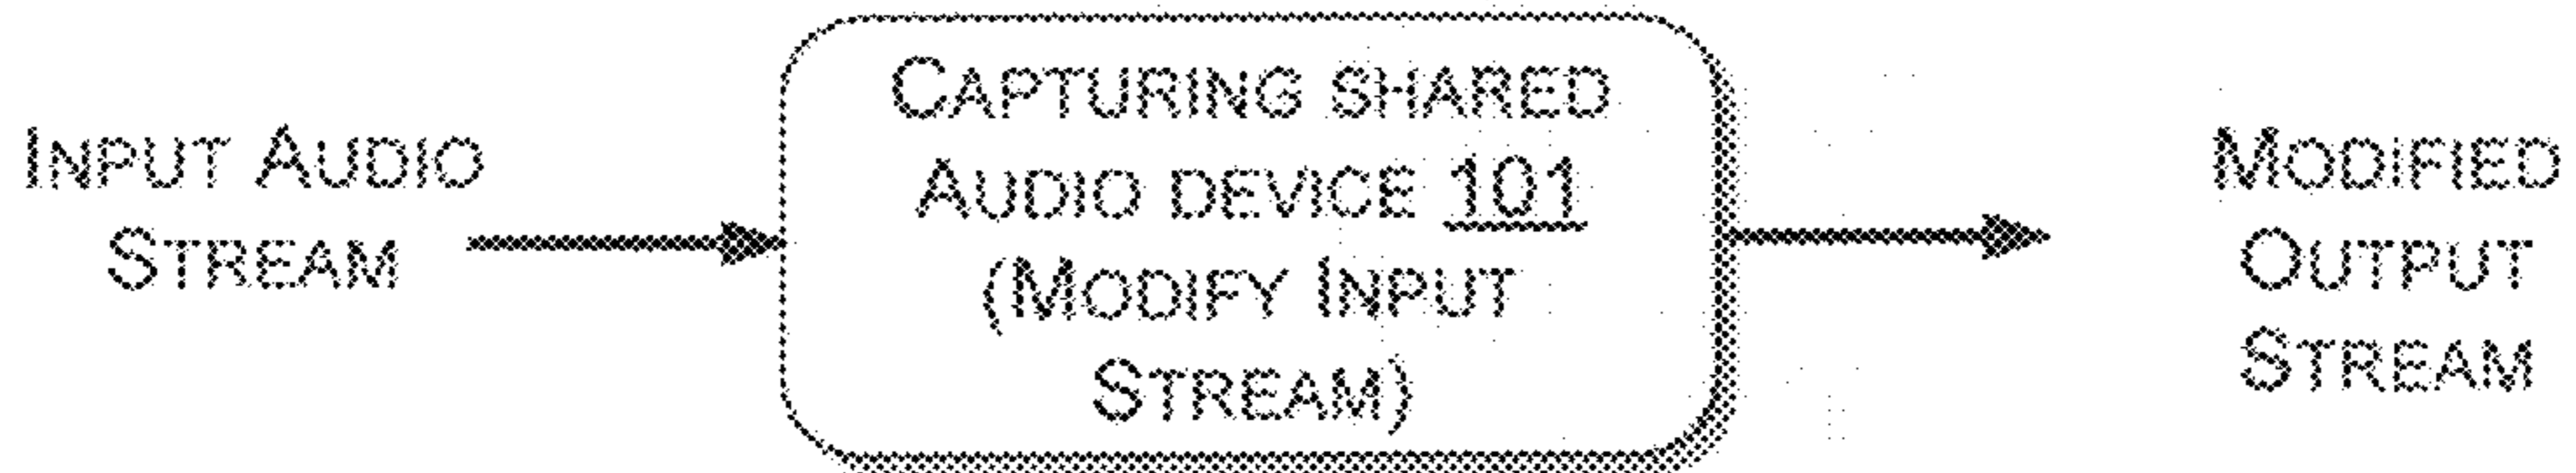 INPUT AUDIO
STREAM
CAPTURING SHARED
AUDIO DEVICE 101
(MODIFY INPUT
STREAM)
MODIFIED
OUTPUT
STREAM